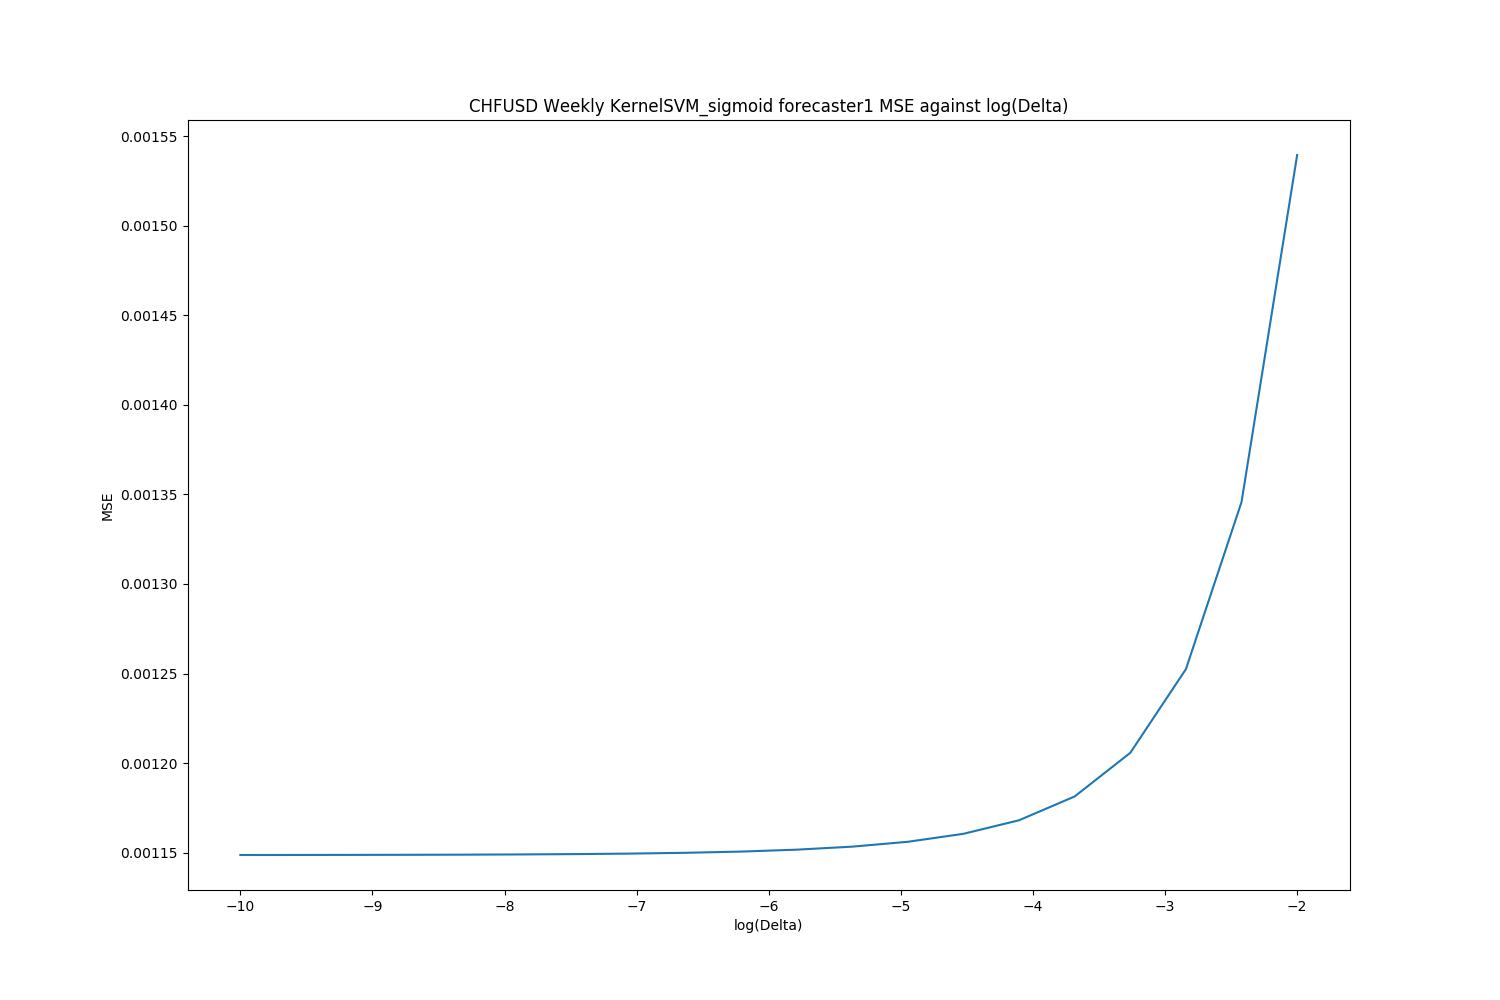 CHFUSD Weekly KernelSVM_sigmoid forecaster1 MSE against log(Delta)
0.00155
0.00150
0.00145
0.00140
0.00135
0.00130
0.00125
0.00120
0.00115
MSE
−10 −9 −8 −7 −6 −5 −4 −3 −2
log(Delta)